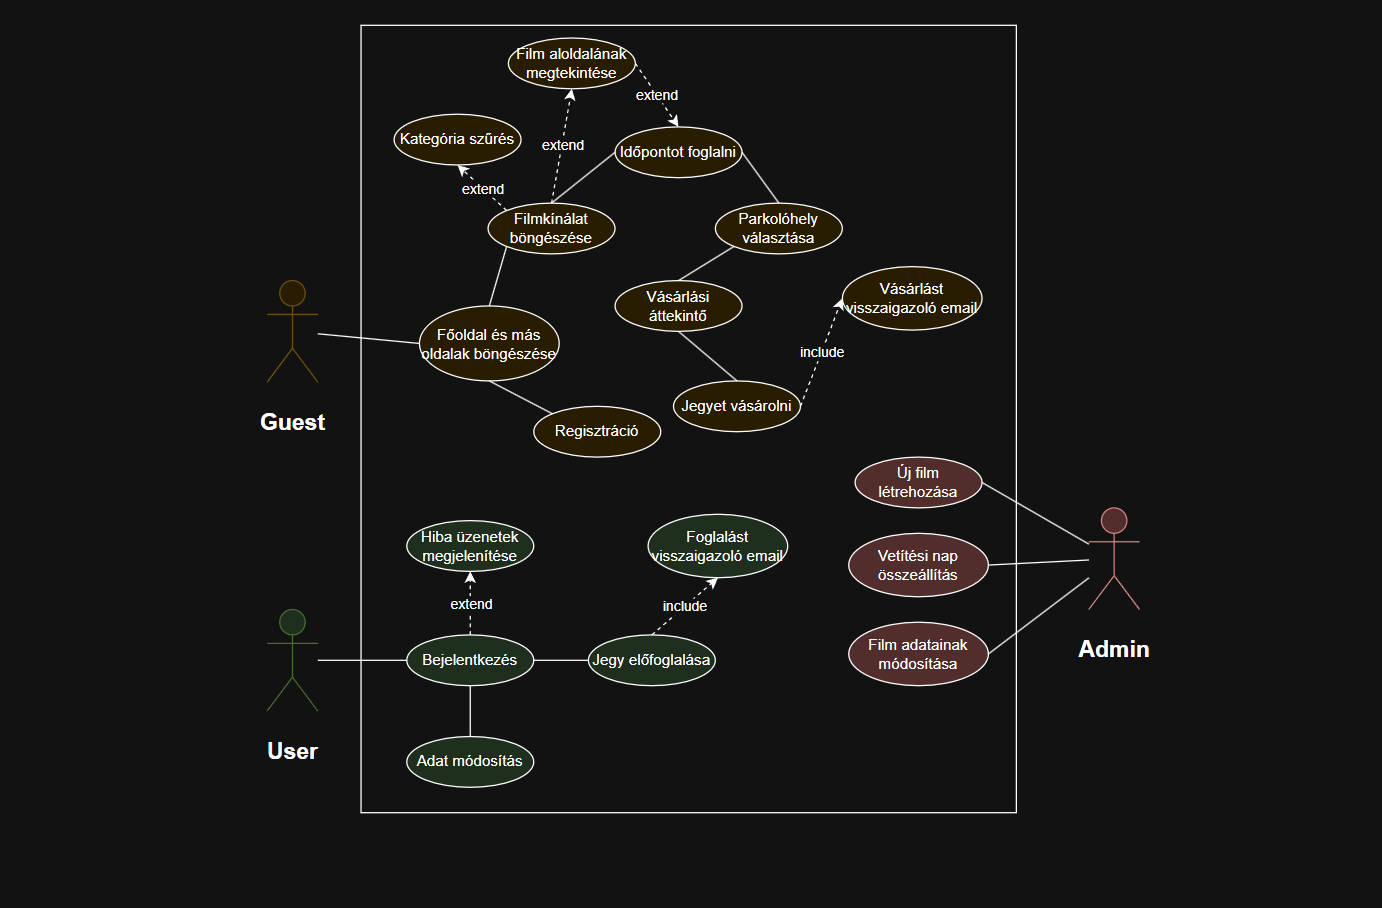 Film aloldalának
megtekintése
extend
Kategória szűrés
extend
Időpontot foglalni
extend
Filmkínálat
böngészése
Parkolóhely
választása
Vásárlási
áttekintő
Vásárlást
visszaigazoló email
Főoldal és más
oldalak böngészése
include
Jegyet vásárolni
Guest
Regisztráció
Új film
létrehozása
Hiba üzenetek
megjelenítése
Foglalást
visszaigazoló email
Vetítési nap
összeállítás
extend
include
Bejelentkezés
Jegy előfoglalása
Film adatainak
módosítása
Admin
User
Adat módosítás